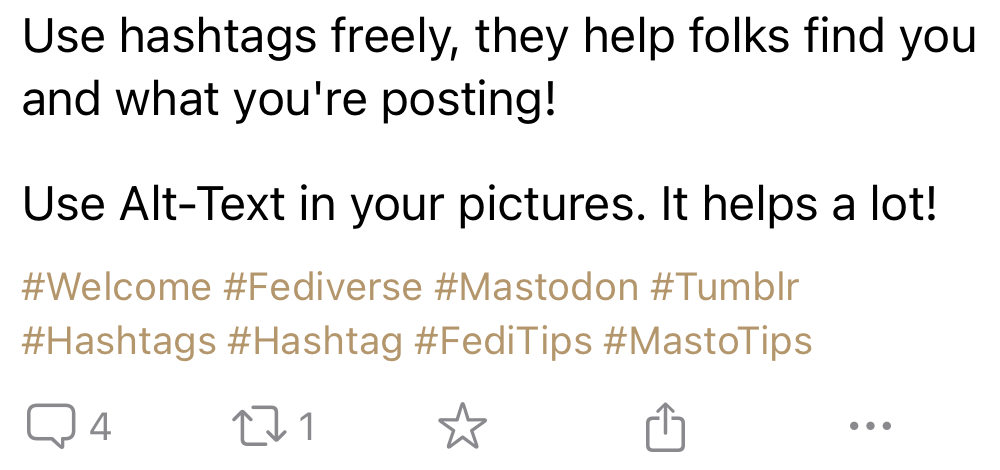 Use hashtags freely, they help folks find you
and what you're posting!
Use Alt-Text in your pictures. It helps a lot!
#Welcome #Fediverse #Mastodon #Tumblr
#Hashtags #Hashtag #FediTips #MastoTips
4 1